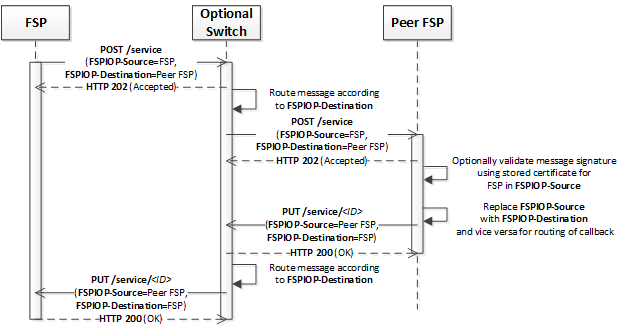 FSP
Optional
Switch
Peer FSP
POST /service
(FSPIOP-Source=FSP,
FSPIOP-Destination=Peer FSP)
HTTP 202 (Accepted)
Route message according
to FSPIOP-Destination
POST /service
(FSPIOP-Source=FSP,
FSPIOP-Destination=Peer FSP)
HTTP 202 (Accepted)
Optionally validate message signature
using stored certificate for
FSP in FSPIOP-Source
Replace FSPIOP-Source
with FSPIOP-Destination
and vice versa for routing of callback
PUT /service/<ID>
(FSPIOP-Source=Peer FSP,
FSPIOP-Destination=FSP)
HTTP 200 (OK)
Route message according
to FSPIOP-Destination
PUT /service/<ID>
(FSPIOP-Source=Peer FSP,
FSPIOP-Destination=FSP)
HTTP 200 (OK)